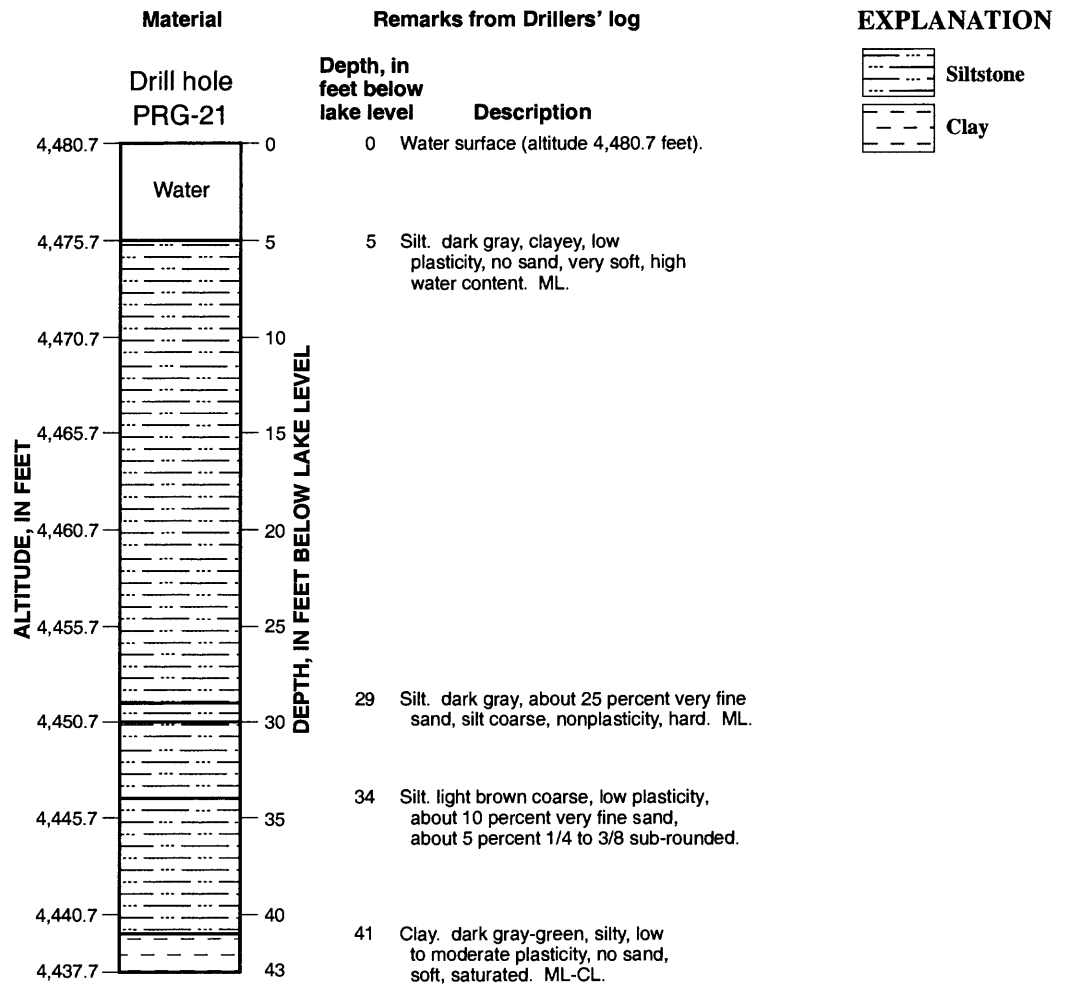 Material
Remarks from Drillers' log
EXPLANATION
Drill hole
PRG-21
Depth, in
feet below
lake level
Description
Siltstone
Clay
4,480.7
0
0 Water surface (altitude 4,480.7 feet).
Water
4,475.7
5
5 Silt. dark gray, clayey, low
plasticity, no sand, very soft, high
water content. ML.
4,470.7
10
4,465.7
15
4,460.7
20
4,455.7
25
ALTITUDE, IN FEET
DEPTH, IN FEET BELOW LAKE LEVEL
29 Silt. dark gray, about 25 percent very fine
sand, silt coarse, nonplasticity, hard. ML.
4,450.7
30
34 Silt. light brown coarse, low plasticity,
about 10 percent very fine sand,
about 5 percent 1/4 to 3/8 sub-rounded.
4,445.7
35
4,440.7
40
41 Clay. dark gray-green, silty, low
to moderate plasticity, no sand,
soft, saturated. ML-CL.
4,437.7
43